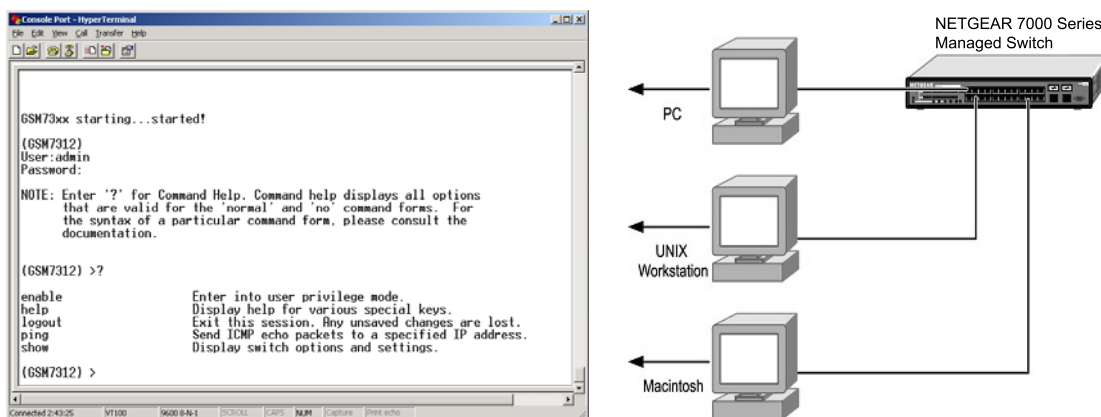 Console Port - HyperTerminal
File Edit View Call Transfer Help
GSM73xx starting...started!
(GSM7312)
User:admin
Password:
NOTE: Enter '?' for Command Help. Command help displays all options
that are valid for the 'normal' and 'no' command forms. For
the syntax of a particular command form, please consult the
documentation.
(GSM7312) >?
enable Enter into user privilege mode.
help Display help for various special keys.
logout Exit this session. Any unsaved changes are lost.
ping Send ICMP echo packets to a specified IP address.
show Display switch options and settings.
(GSM7312) >
Connected 2:43:25 VT100 9600 8-N-1 SCROLL CAPS NUM Capture Print echo
NETGEAR 7000 Series
Managed Switch
NETGEAR
PC
UNIX
Workstation
Macintosh